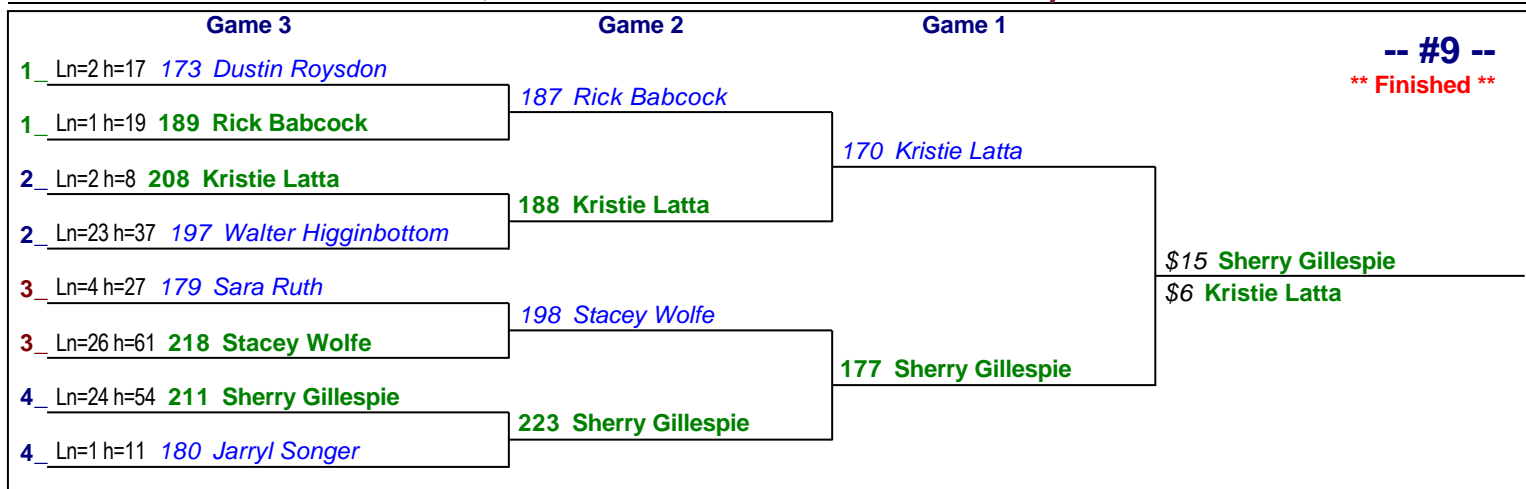 Game 3 Game 2 Game 1
-- #9 --
** Finished **
1_ Ln=2 h=17 173 Dustin Roysdon
187 Rick Babcock
1_ Ln=1 h=19 189 Rick Babcock
170 Kristie Latta
2_ Ln=2 h=8 208 Kristie Latta
188 Kristie Latta
2_ Ln=23 h=37 197 Walter Higginbottom
$15 Sherry Gillespie
$6 Kristie Latta
3_ Ln=4 h=27 179 Sara Ruth
198 Stacey Wolfe
3_ Ln=26 h=61 218 Stacey Wolfe
177 Sherry Gillespie
4_ Ln=24 h=54 211 Sherry Gillespie
223 Sherry Gillespie
4_ Ln=1 h=11 180 Jarryl Songer